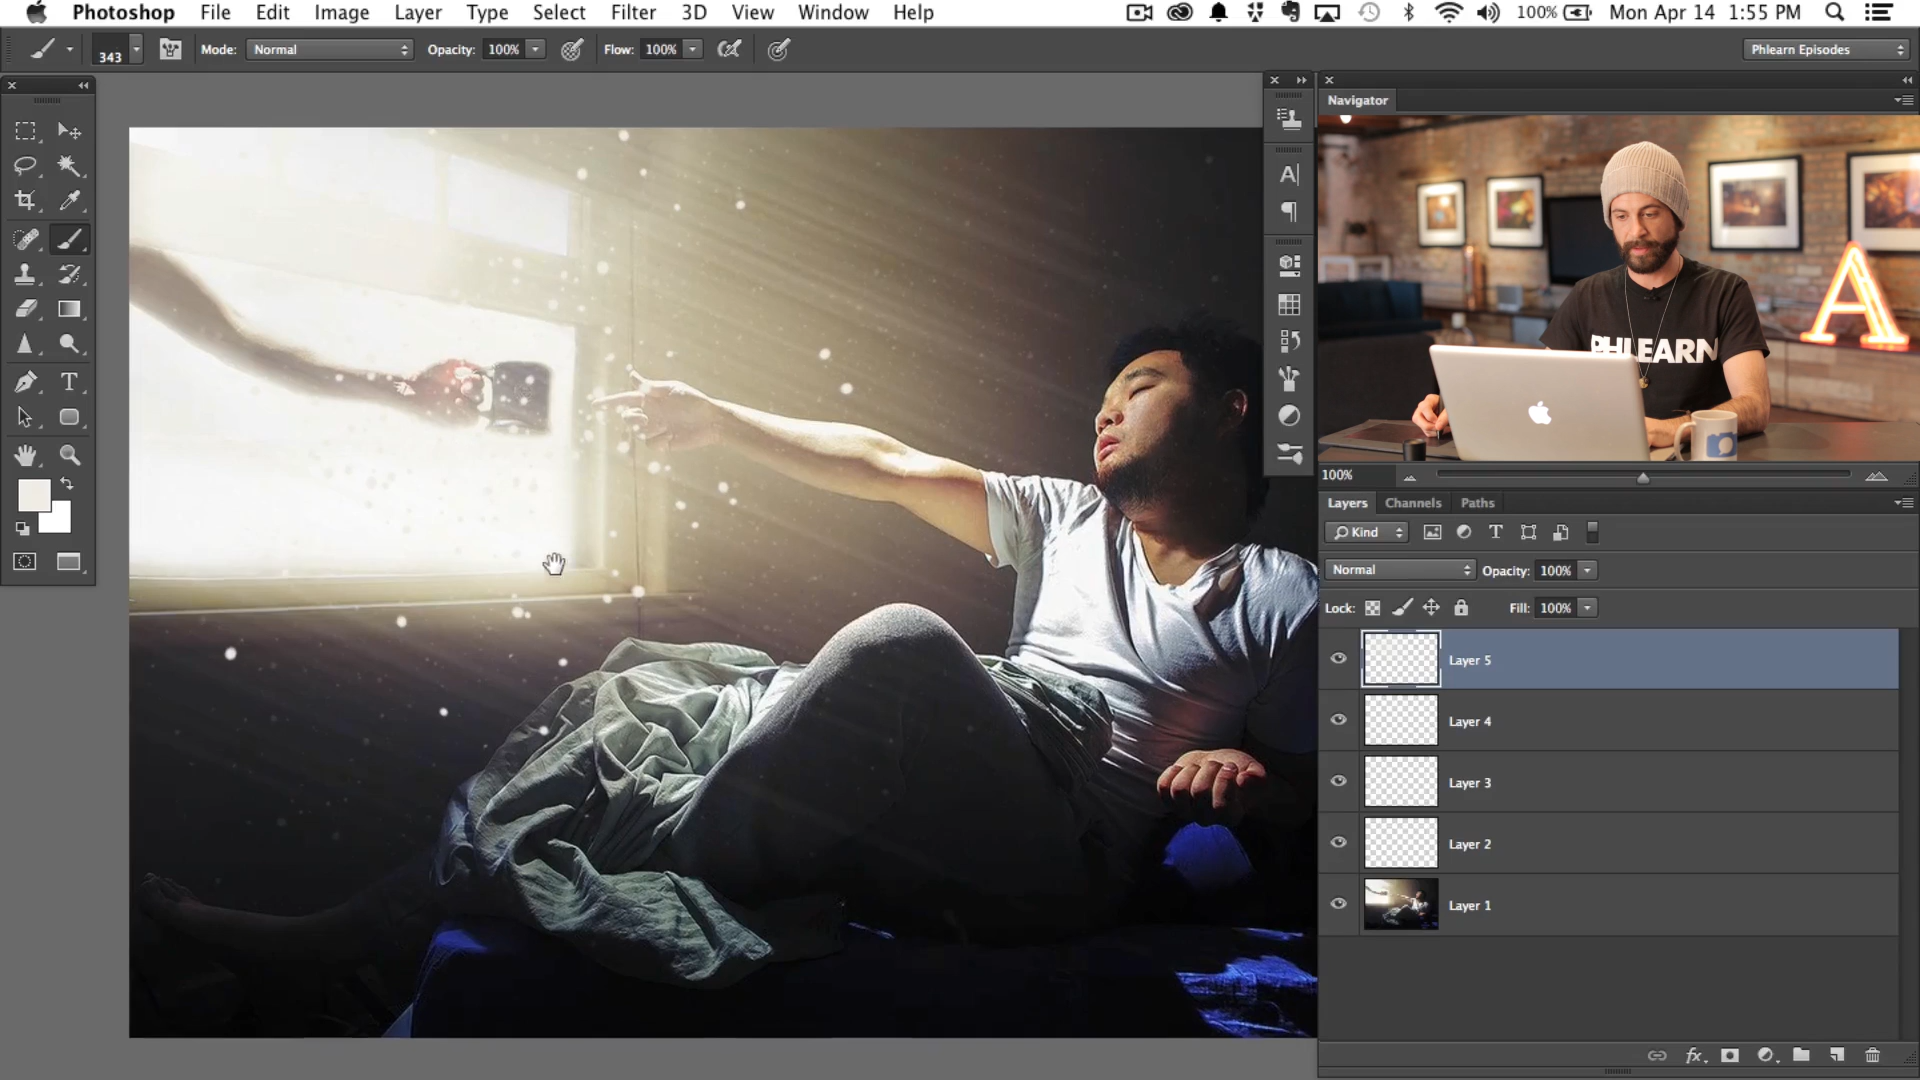 Photoshop File Edit Image Layer Type Select Filter 3D View Window Help 100% Mon Apr 14 1:55 PM
343 Mode: Normal Opacity: 100% Flow: 100% Phlearn Episodes
Navigator
A
PHLEARN
100%
Layers Channels Paths
Kind
Normal Opacity: 100%
Lock: Fill: 100%
Layer 5
Layer 4
Layer 3
Layer 2
Layer 1